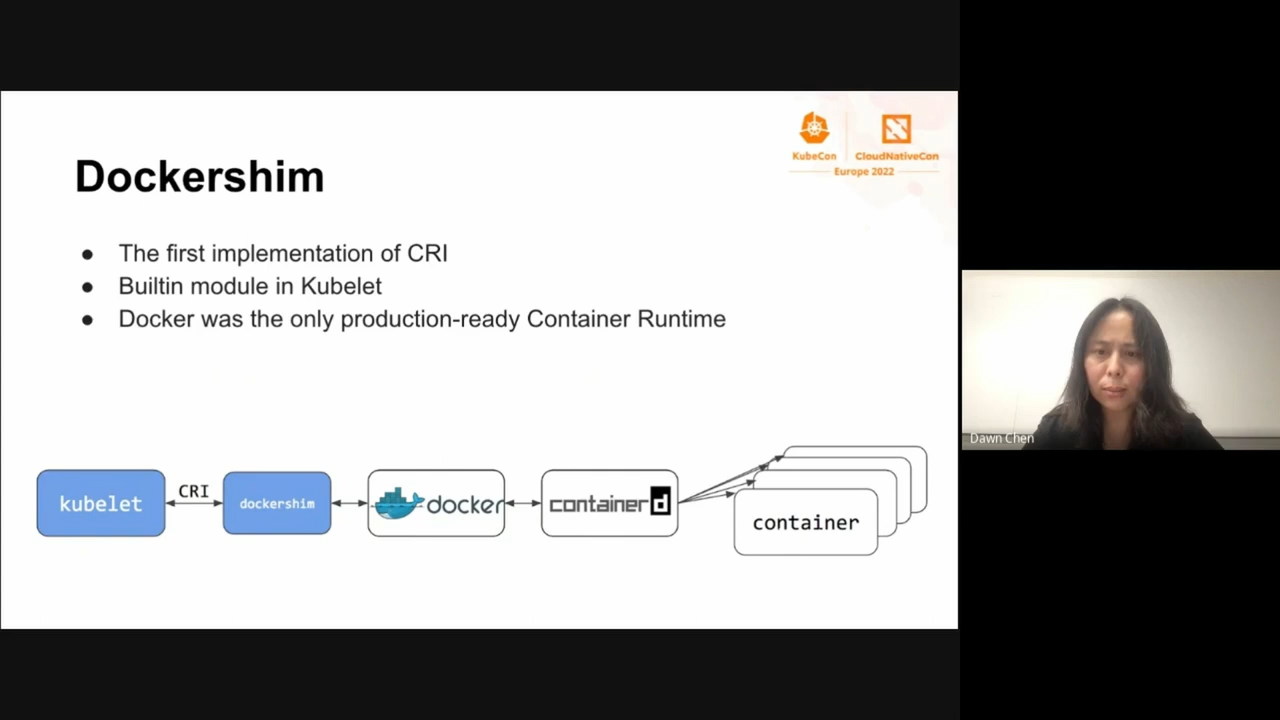 KubeCon
CloudNativeCon
Europe 2022
Dockershim
● The first implementation of CRI
● Builtin module in Kubelet
● Docker was the only production-ready Container Runtime
kubelet
CRI
dockershim
docker
containerd
container
Dawn Chen